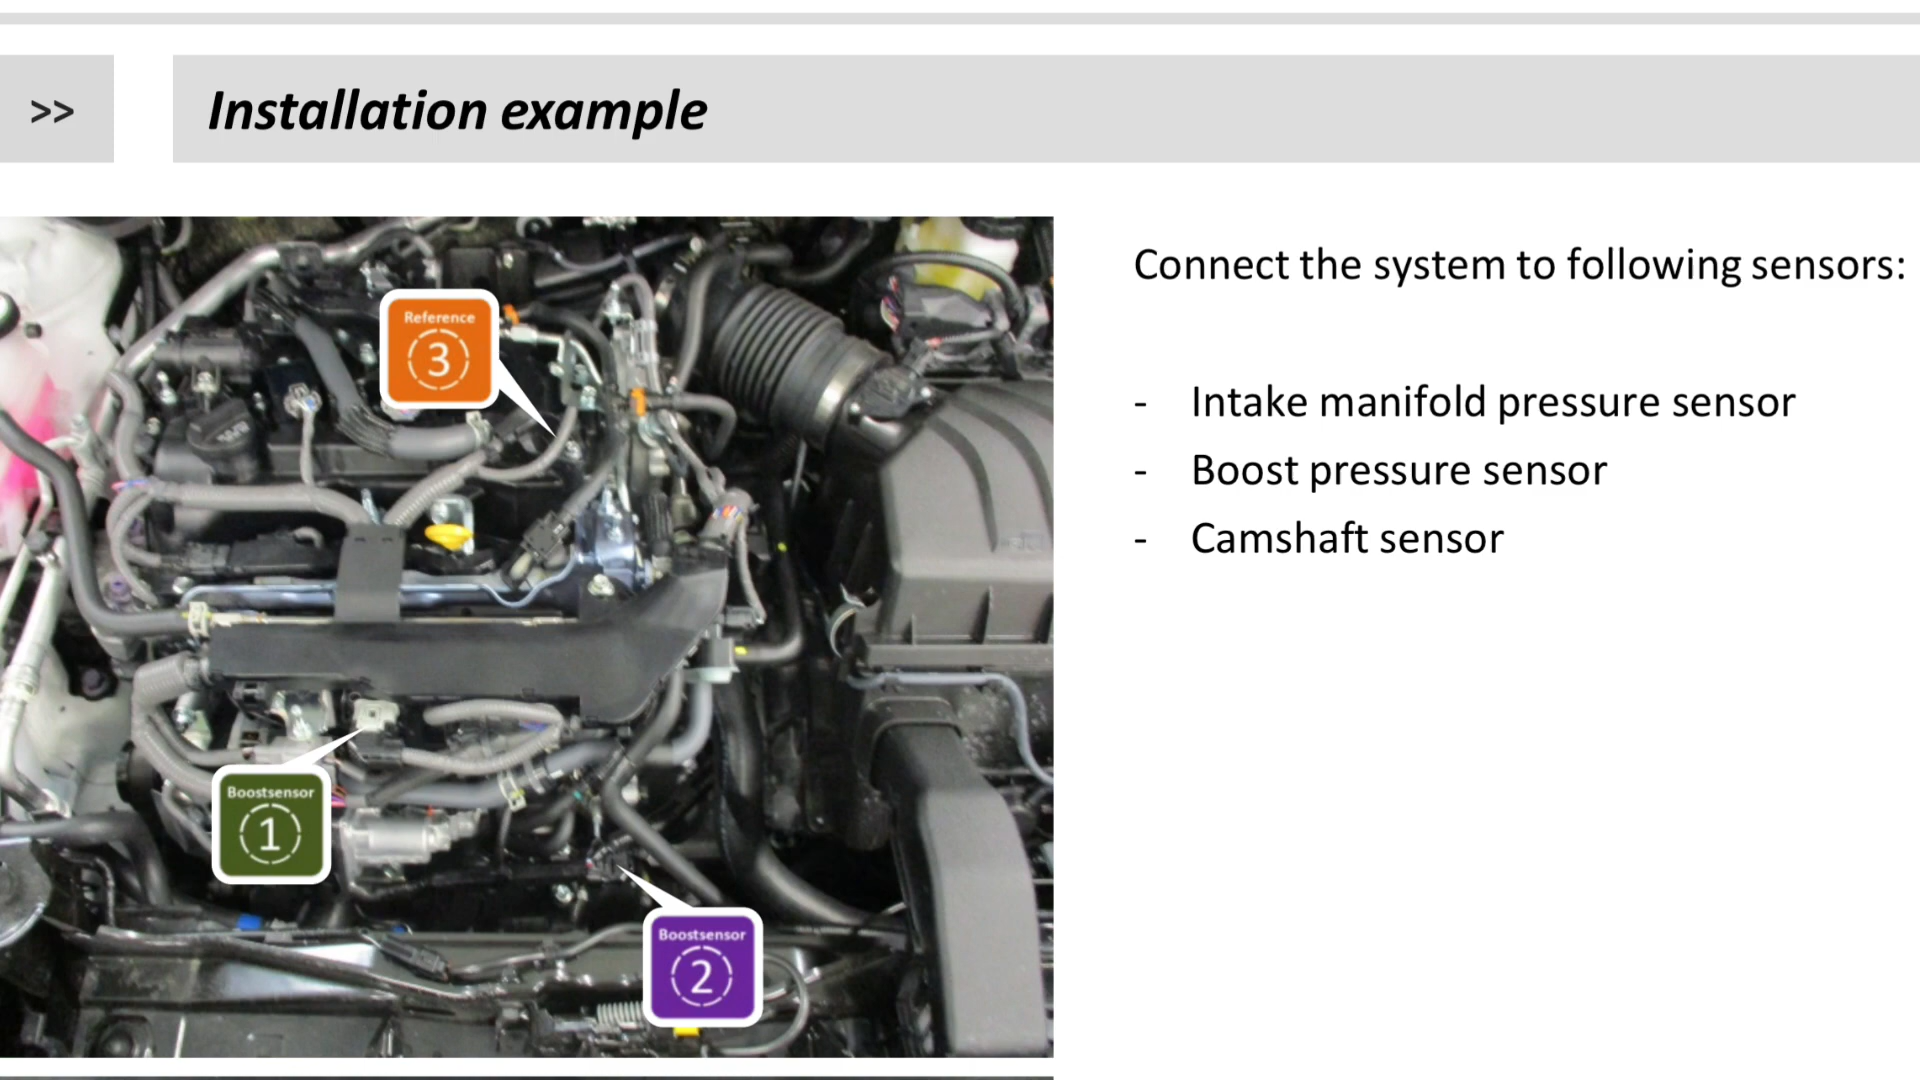 >>
Installation example
Connect the system to following sensors:
- Intake manifold pressure sensor
- Boost pressure sensor
- Camshaft sensor
Reference
3
Boostsensor
1
Boostsensor
2